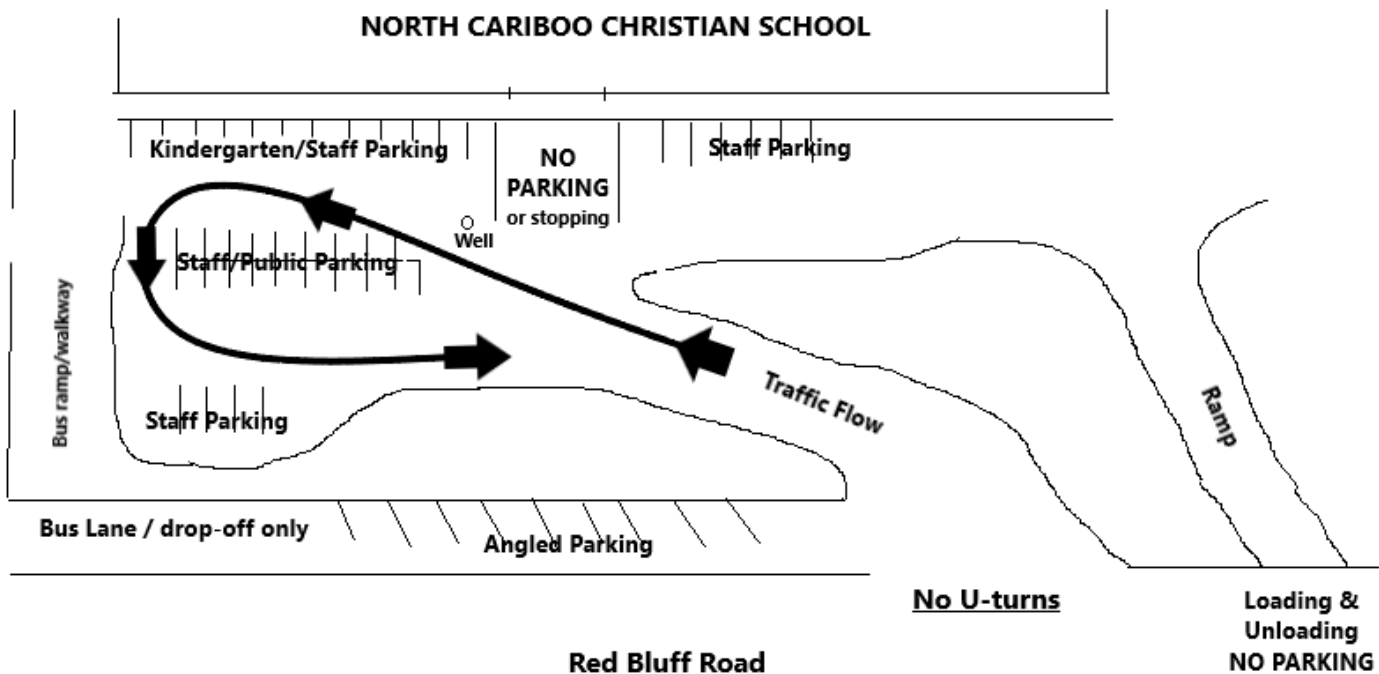 NORTH CARIBOO CHRISTIAN SCHOOL
Kindergarten/Staff Parking
NO
PARKING
or stopping
Staff Parking
Well
Staff/Public Parking
Bus ramp/walkway
Traffic Flow
Ramp
Staff Parking
Bus Lane / drop-off only
Angled Parking
No U-turns
Loading &
Unloading
NO PARKING
Red Bluff Road